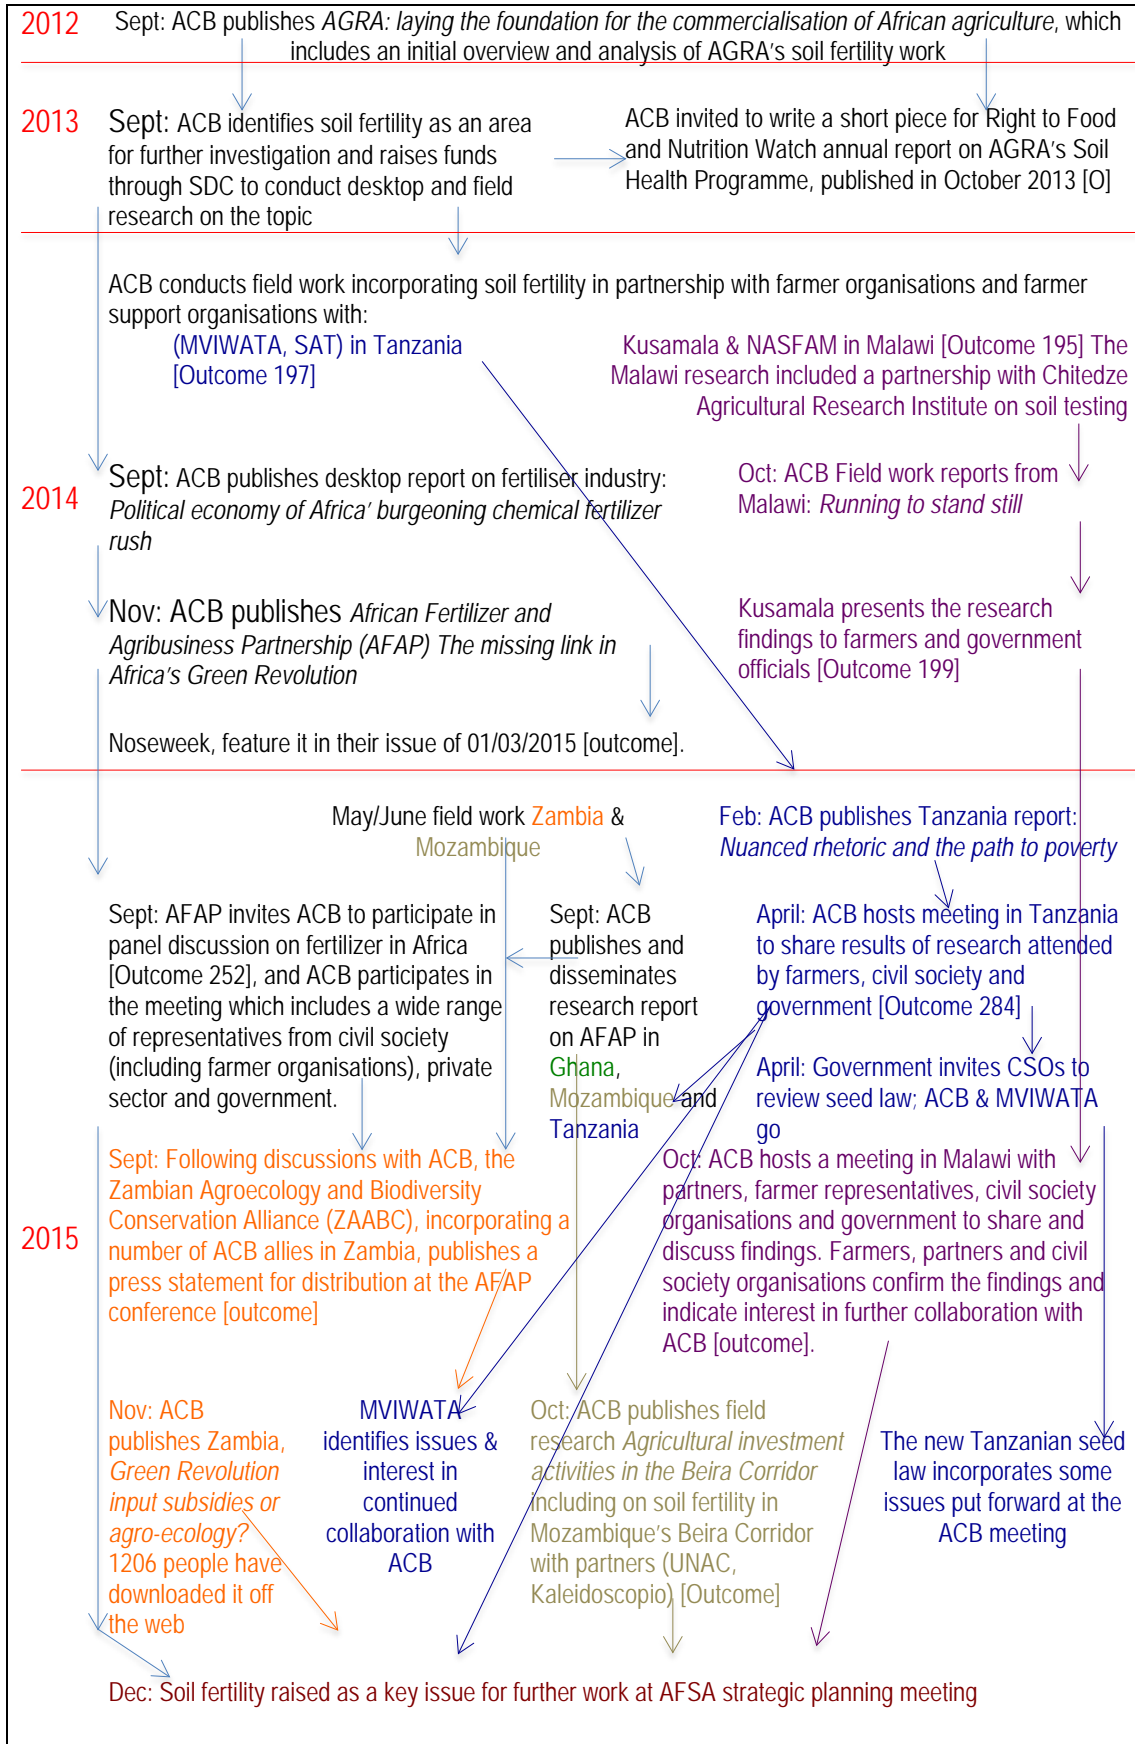 2012
Sept: ACB publishes AGRA: laying the foundation for the commercialisation of African agriculture, which
includes an initial overview and analysis of AGRA's soil fertility work
2013
Sept: ACB identifies soil fertility as an area
for further investigation and raises funds
through SDC to conduct desktop and field
research on the topic
ACB invited to write a short piece for Right to Food
and Nutrition Watch annual report on AGRA's Soil
Health Programme, published in October 2013 [O]
ACB conducts field work incorporating soil fertility in partnership with farmer organisations and farmer
support organisations with:
(MVIWATA, SAT) in Tanzania
[Outcome 197]
Kusamala & NASFAM in Malawi [Outcome 195] The
Malawi research included a partnership with Chitedze
Agricultural Research Institute on soil testing
2014
Sept: ACB publishes desktop report on fertiliser industry:
Political economy of Africa' burgeoning chemical fertilizer
rush
Oct: ACB Field work reports from
Malawi: Running to stand still
Nov: ACB publishes African Fertilizer and
Agribusiness Partnership (AFAP) The missing link in
Africa's Green Revolution
Kusamala presents the research
findings to farmers and government
officials [Outcome 199]
Noseweek, feature it in their issue of 01/03/2015 [outcome].
May/June field work Zambia &
Mozambique
Feb: ACB publishes Tanzania report:
Nuanced rhetoric and the path to poverty
Sept: AFAP invites ACB to participate in
panel discussion on fertilizer in Africa
[Outcome 252], and ACB participates in
the meeting which includes a wide range
of representatives from civil society
(including farmer organisations), private
sector and government.
Sept: ACB
publishes and
disseminates
research report
on AFAP in
Ghana,
Mozambique and
Tanzania
April: ACB hosts meeting in Tanzania
to share results of research attended
by farmers, civil society and
government [Outcome 284]
April: Government invites CSOs to
review seed law; ACB & MVIWATA
go
2015
Sept: Following discussions with ACB, the
Zambian Agroecology and Biodiversity
Conservation Alliance (ZAABC), incorporating a
number of ACB allies in Zambia, publishes a
press statement for distribution at the AFAP
conference [outcome]
Oct: ACB hosts a meeting in Malawi with
partners, farmer representatives, civil society
organisations and government to share and
discuss findings. Farmers, partners and civil
society organisations confirm the findings and
indicate interest in further collaboration with
ACB [outcome].
Nov: ACB
publishes Zambia,
Green Revolution
input subsidies or
agro-ecology?
1206 people have
downloaded it off
the web
MVIWATA
identifies issues &
interest in
continued
collaboration with
ACB
Oct: ACB publishes field
research Agricultural investment
activities in the Beira Corridor
including on soil fertility in
Mozambique's Beira Corridor
with partners (UNAC,
Kaleidoscopio) [Outcome]
The new Tanzanian seed
law incorporates some
issues put forward at the
ACB meeting
Dec: Soil fertility raised as a key issue for further work at AFSA strategic planning meeting